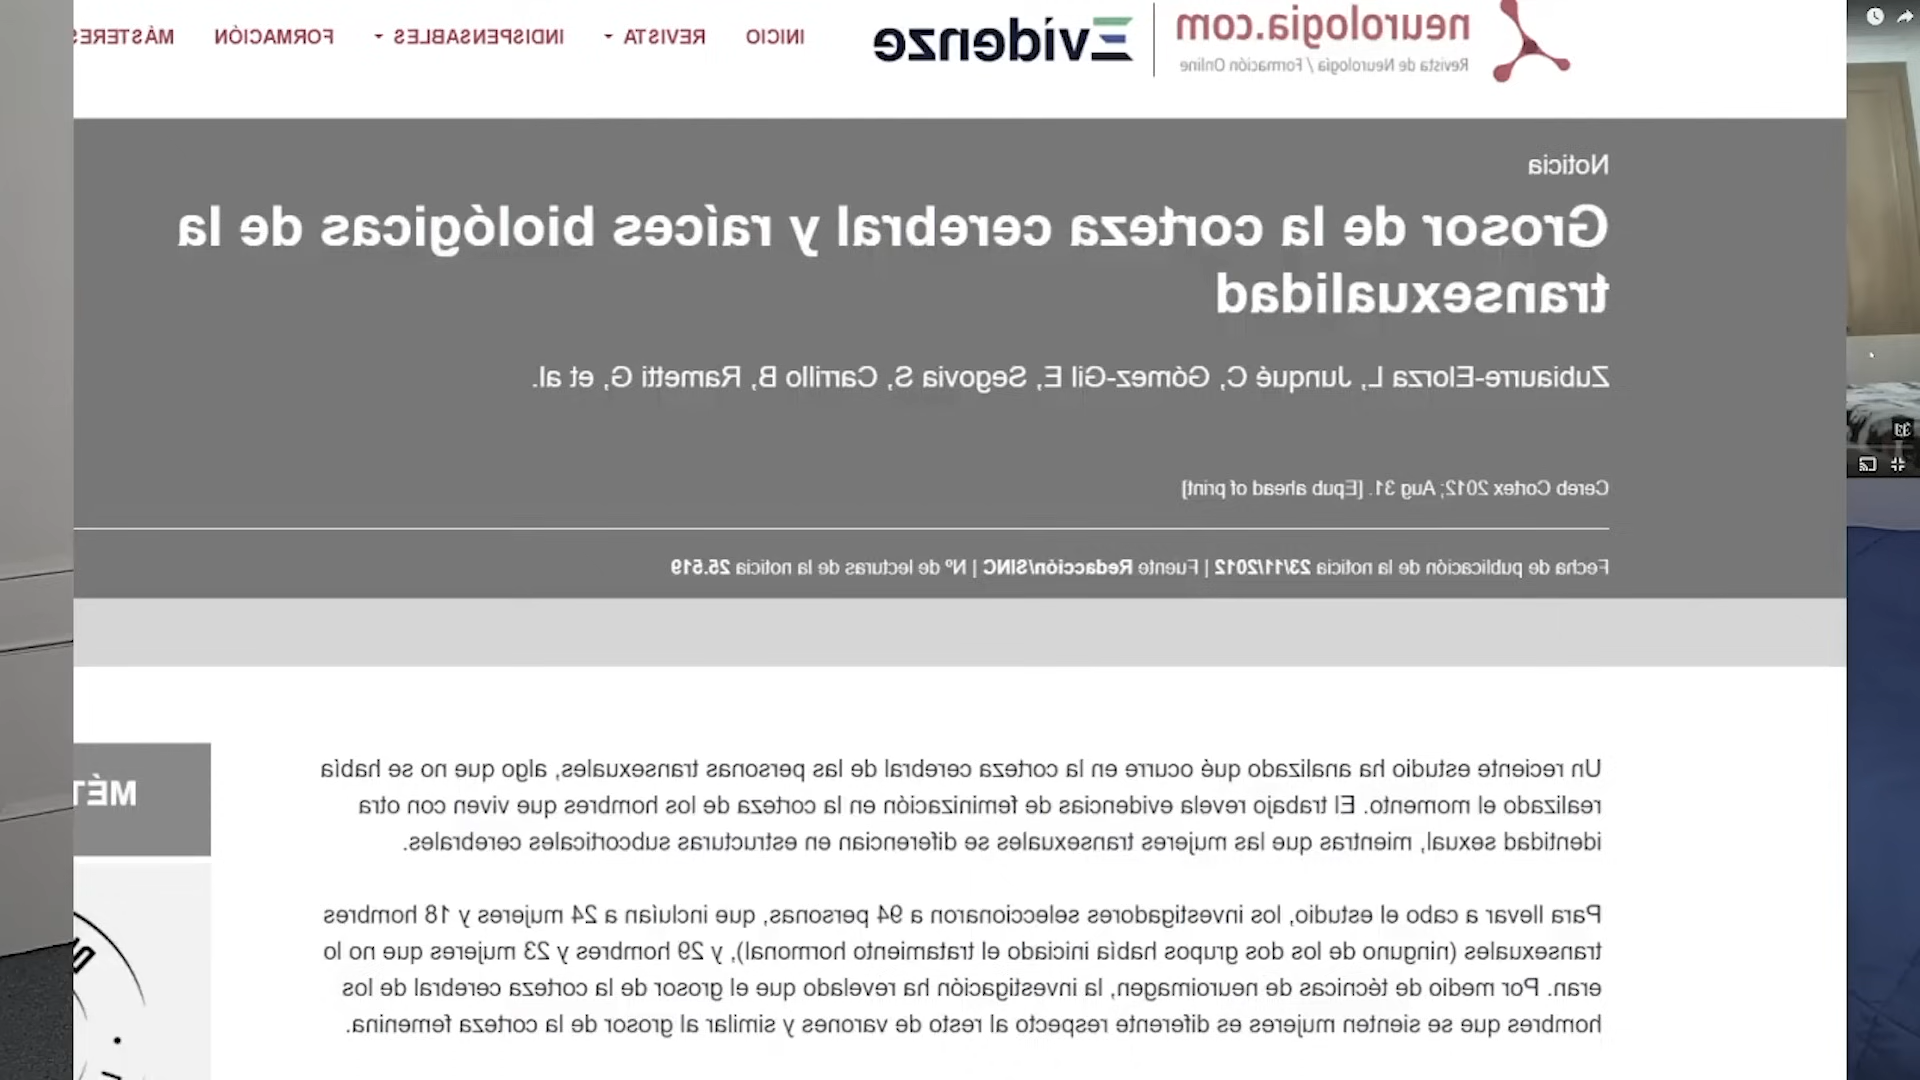 neurologia.com
Revista de Neurología / Formación Online
Evidenze
INICIO
REVISTA
INDISPENSABLES
FORMACIÓN
MÁSTERES
Noticia
Grosor de la corteza cerebral y raíces biológicas de la
transexualidad
Zubiaurre-Elorza L, Junqué C, Gómez-Gil E, Segovia S, Carrillo B, Rametti G, et al.
Cereb Cortex 2012; Aug 31. [Epub ahead of print]
Fecha de publicación de la noticia 23/11/2012 | Fuente Redacción/SINC | Nº de lecturas de la noticia 25.519
Un reciente estudio ha analizado qué ocurre en la corteza cerebral de las personas transexuales, algo que no se había
realizado el momento. El trabajo revela evidencias de feminización en la corteza de los hombres que viven con otra
identidad sexual, mientras que las mujeres transexuales se diferencian en estructuras subcorticales cerebrales.
Para llevar a cabo el estudio, los investigadores seleccionaron a 94 personas, que incluían a 24 mujeres y 18 hombres
transexuales (ninguno de los dos grupos había iniciado el tratamiento hormonal), y 29 hombres y 23 mujeres que no lo
eran. Por medio de técnicas de neuroimagen, la investigación ha revelado que el grosor de la corteza cerebral de los
hombres que se sienten mujeres es diferente respecto al resto de varones y similar al grosor de la corteza femenina.
MÉT